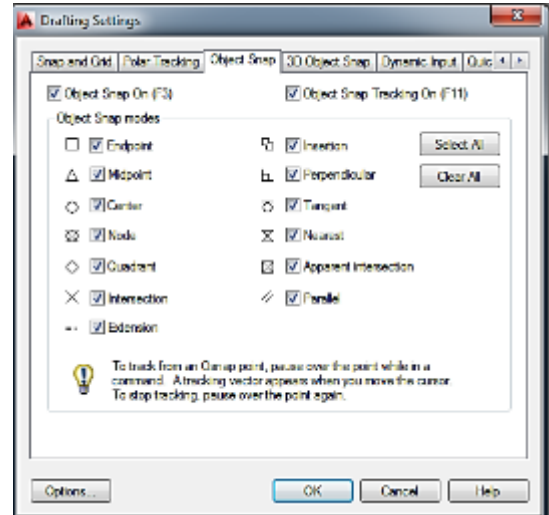 Drafting Settings
Snap and Grid Polar Tracking Object Snap 3D Object Snap Dynamic Input Quic
Object Snap On (F3) Object Snap Tracking On (F11)
Object Snap modes
Endpoint Insertion Select All
Midpoint Perpendicular Clear All
Center Tangent
Node Nearest
Quadrant Apparent intersection
Intersection Parallel
Extension
To track from an Osnap point, pause over the point while in a
command. A tracking vector appears when you move the cursor.
To stop tracking, pause over the point again.
Options... OK Cancel Help